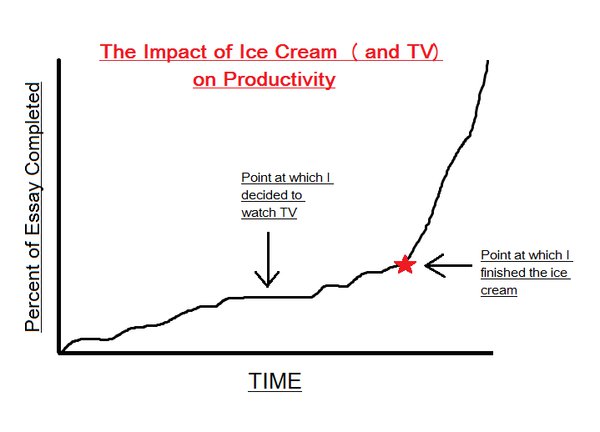 The Impact of Ice Cream ( and TV)
on Productivity
Percent of Essay Completed
Point at which I
decided to
watch TV
Point at which I
finished the ice
cream
TIME